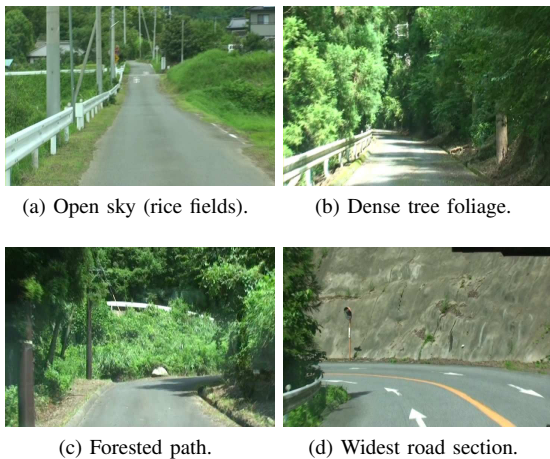 (a) Open sky (rice fields).
(b) Dense tree foliage.
(c) Forested path.
(d) Widest road section.